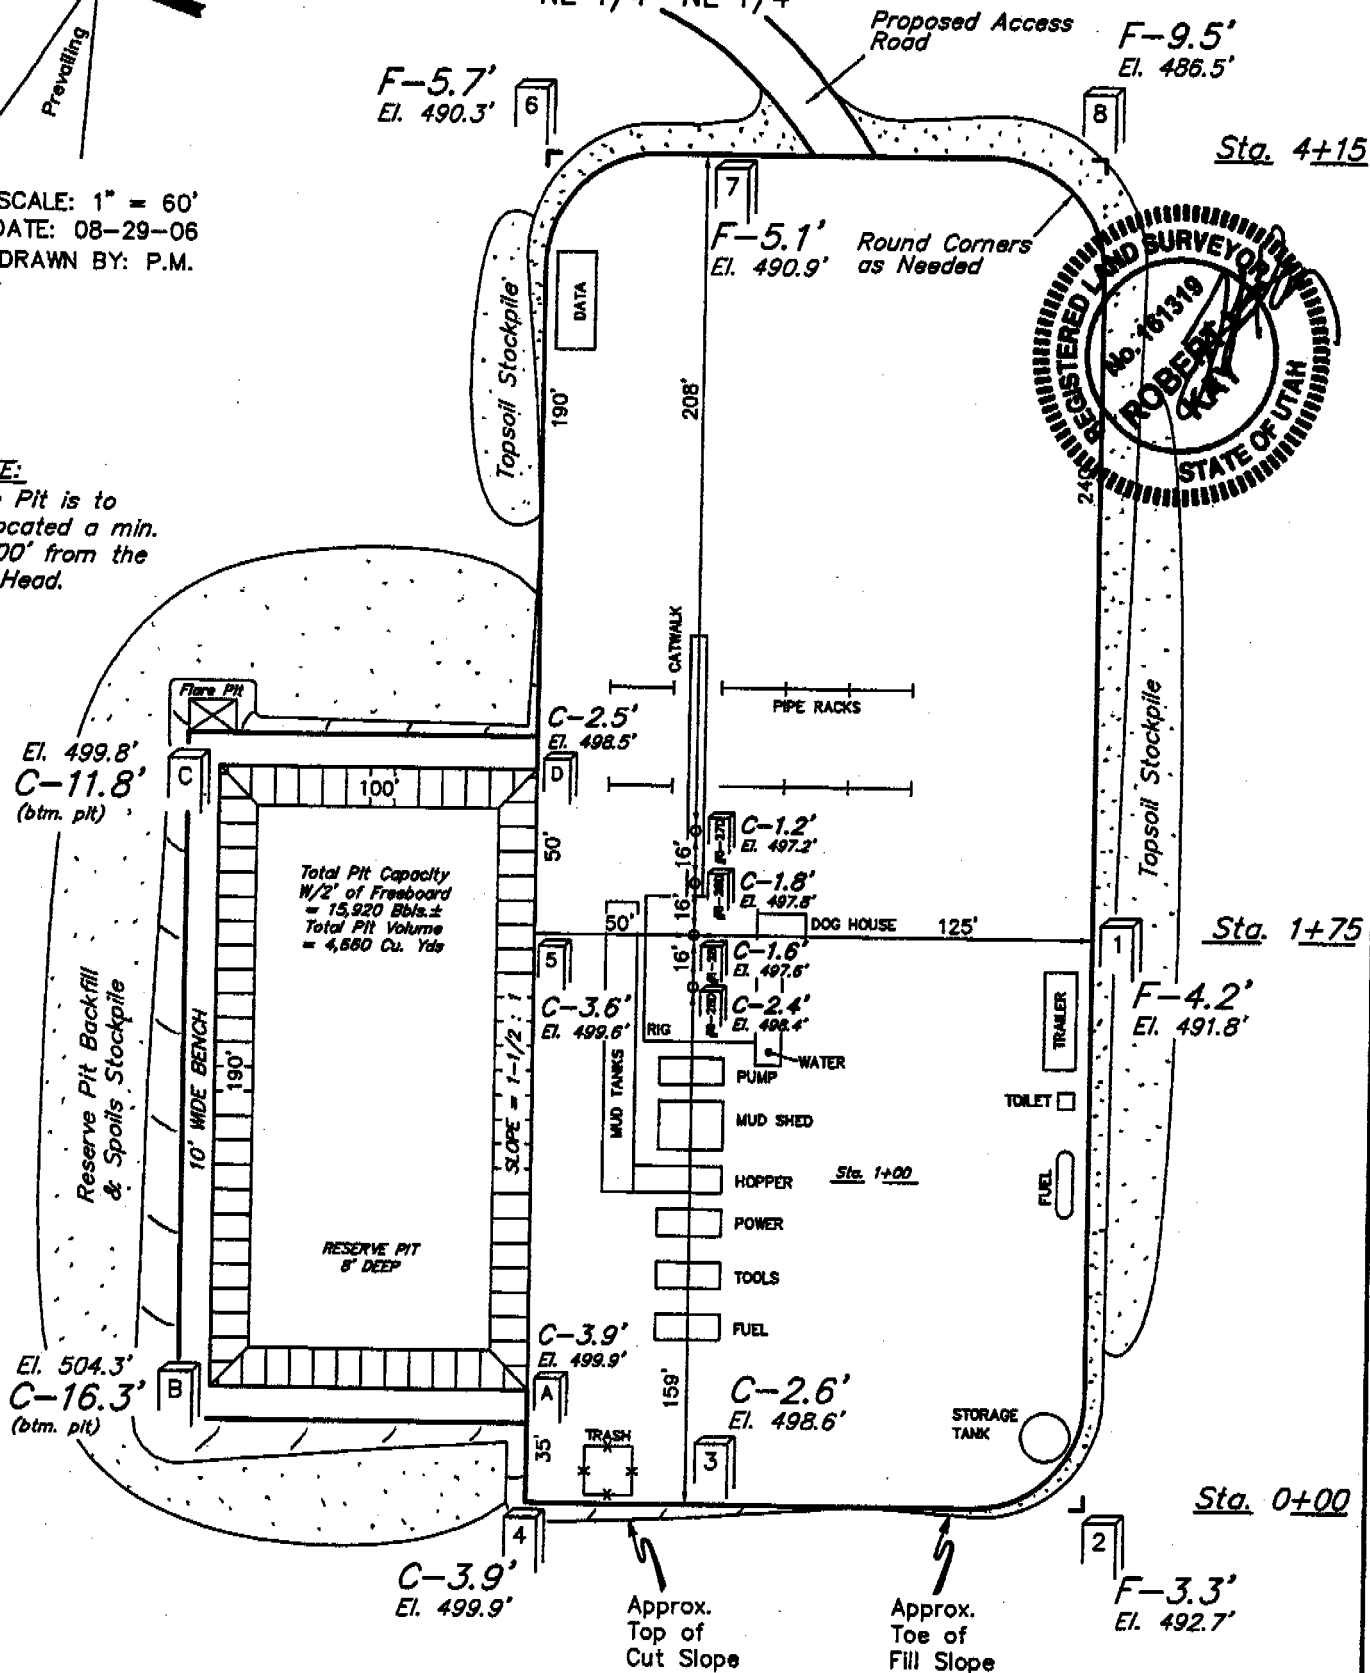 NE 1/4 NE 1/4
Proposed Access
Road
F-9.5'
El. 486.5'
F-5.7'
El. 490.3'
Prevailing
6
8
Sta. 4+15
7
SCALE: 1" = 60'
DATE: 08-29-06
DRAWN BY: P.M.
F-5.1'
El. 490.9'
Round Corners
as Needed
REGISTERED LAND SURVEYOR
No. 161319
ROBERT
KAY
STATE OF UTAH
DATA
Topsoil Stockpile
190'
208'
240'
E:
Pit is to
ocated a min.
00' from the
Head.
CATWALK
PIPE RACKS
Flare Pit
C-2.5'
El. 498.5'
El. 499.8'
C-11.8'
(btm. pit)
C
D
100'
Topsoil Stockpile
50'
Total Pit Capacity
W/2' of Freeboard
= 15,920 Bbls.±
Total Pit Volume
= 4,660 Cu. Yds
C-1.2'
El. 497.2'
16'
C-1.8'
El. 497.8'
16'
50'
DOG HOUSE
125'
1
Sta. 1+75
5
16'
C-1.6'
El. 497.6'
C-3.6'
El. 499.6'
C-2.4'
El. 498.4'
F-4.2'
El. 491.8'
RIG
TRAILER
WATER
PUMP
Reserve Pit Backfill
& Spoils Stockpile
10' WIDE BENCH
190'
SLOPE = 1-1/2 : 1
MUD TANKS
MUD SHED
TOILET
HOPPER
Sta. 1+00
FUEL
POWER
RESERVE PIT
8' DEEP
TOOLS
FUEL
C-3.9'
El. 499.9'
El. 504.3'
C-16.3'
(btm. pit)
B
A
159'
C-2.6'
El. 498.6'
STORAGE
TANK
35'
TRASH
3
Sta. 0+00
4
2
C-3.9'
El. 499.9'
F-3.3'
El. 492.7'
Approx.
Top of
Cut Slope
Approx.
Toe of
Fill Slope